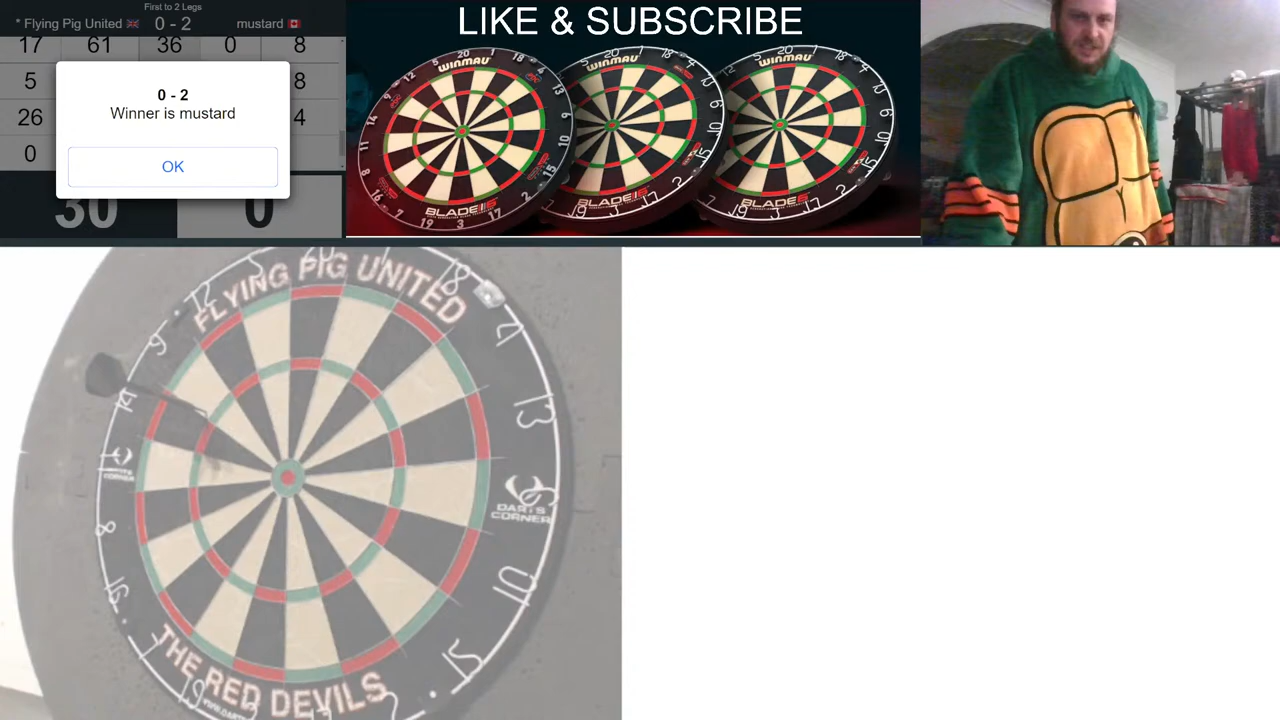 First to 2 Legs
* Flying Pig United 0 - 2 mustard
17 61 36 0 8
5 8
26 4
0
0 - 2
Winner is mustard
OK
30 0
LIKE & SUBSCRIBE
WINMAU
WINMAU
WINMAU
BLADE 6
BLADE 6
BLADE 6
FLYING PIG UNITED
DARTS CORNER
THE RED DEVILS